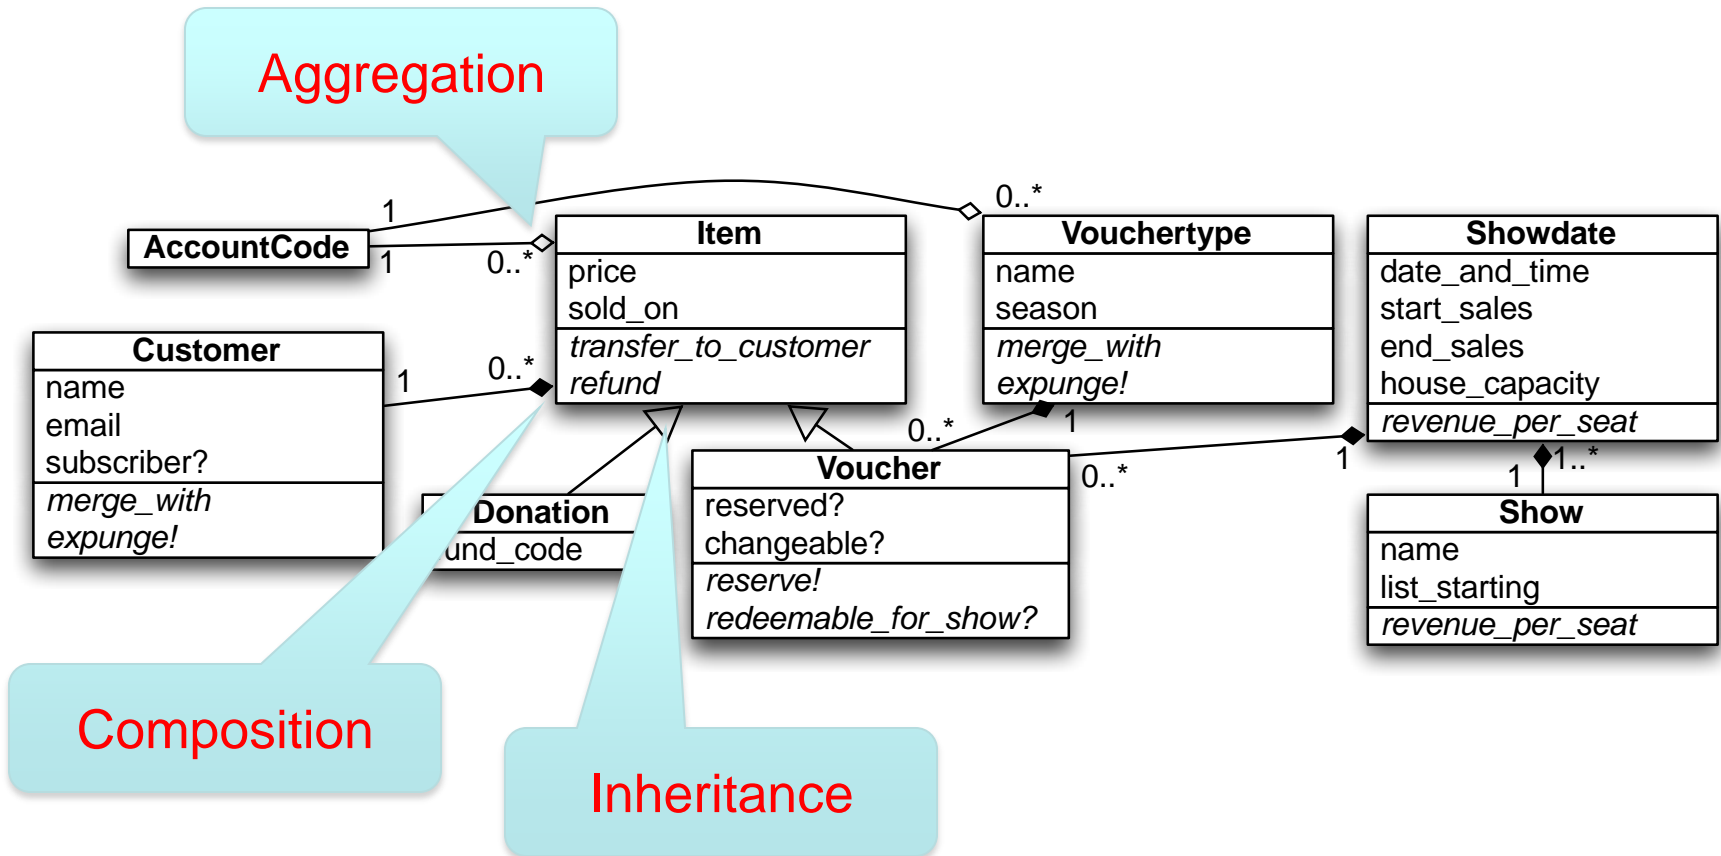 Aggregation
1
0..*
AccountCode
1
0..*
Item
price
sold_on
transfer_to_customer
refund
Vouchertype
name
season
merge_with
expunge!
Showdate
date_and_time
start_sales
end_sales
house_capacity
revenue_per_seat
Customer
name
email
subscriber?
merge_with
expunge!
1
0..*
0..*
1
0..*
1
1
1..*
Donation
und_code
Voucher
reserved?
changeable?
reserve!
redeemable_for_show?
Show
name
list_starting
revenue_per_seat
Composition
Inheritance